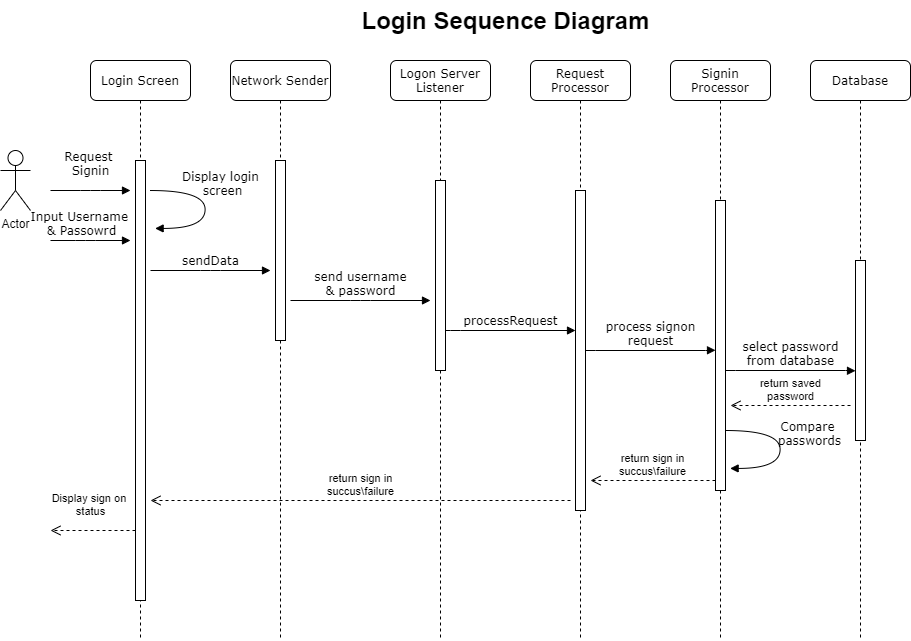 Login Sequence Diagram
Login Screen
Network Sender
Logon Server
Listener
Request
Processor
Signin
Processor
Database
Actor
Request
Signin
Display login
screen
Input Username
& Passowrd
sendData
send username
& password
processRequest
process signon
request
select password
from database
return saved
password
Compare
passwords
return sign in
succus\failure
return sign in
succus\failure
Display sign on
status